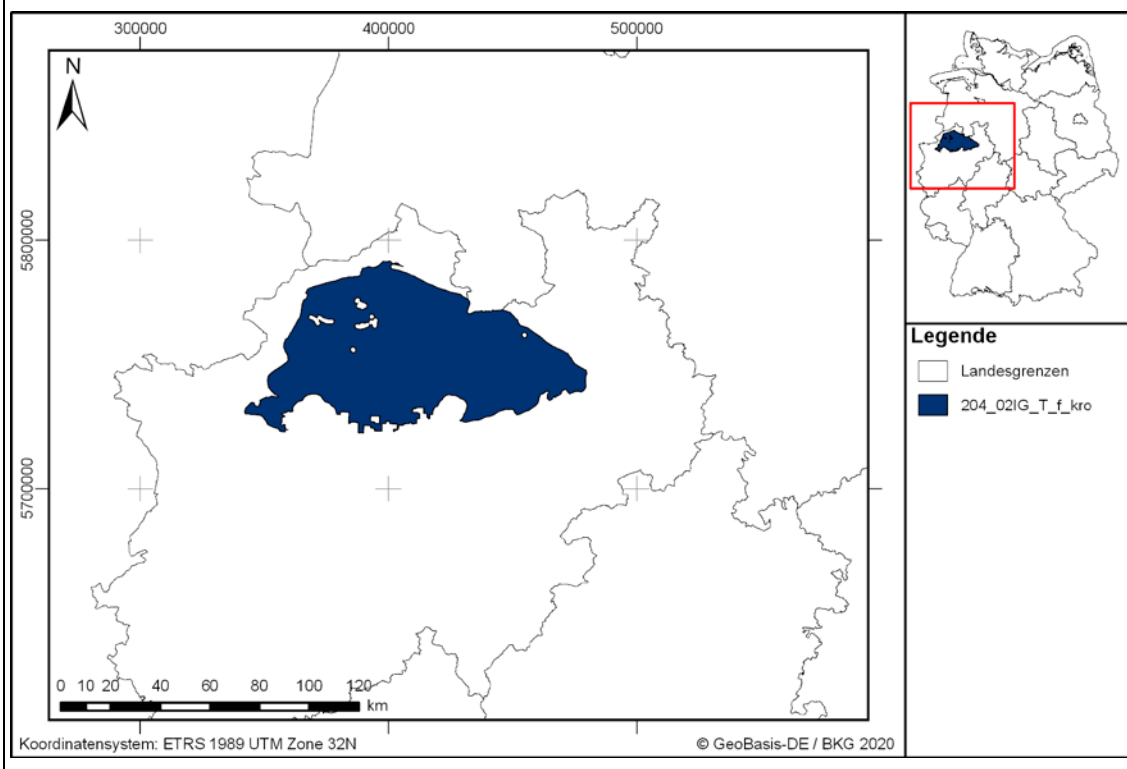 300000 400000 500000
N
5800000
5700000
0 10 20 40 60 80 100 120
km
Koordinatensystem: ETRS 1989 UTM Zone 32N
© GeoBasis-DE / BKG 2020
Legende
Landesgrenzen
204_02IG_T_f_kro